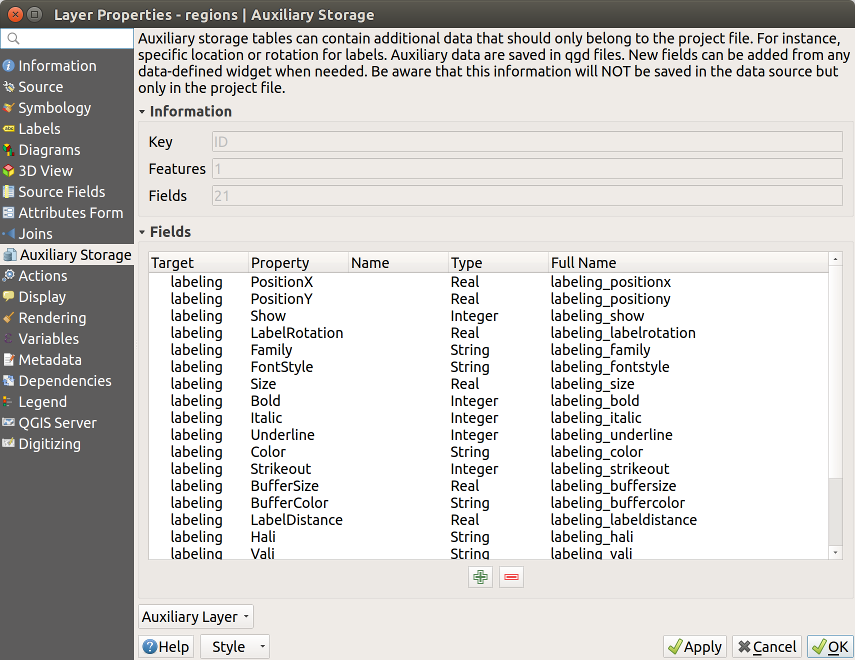 Layer Properties - regions | Auxiliary Storage
Information
Source
Symbology
Labels
Diagrams
3D View
Source Fields
Attributes Form
Joins
Auxiliary Storage
Actions
Display
Rendering
Variables
Metadata
Dependencies
Legend
QGIS Server
Digitizing
Auxiliary storage tables can contain additional data that should only belong to the project file. For instance,
specific location or rotation for labels. Auxiliary data are saved in qgd files. New fields can be added from any
data-defined widget when needed. Be aware that this information will NOT be saved in the data source but
only in the project file.
Information
Key ID
Features 1
Fields 21
Fields
Target Property Name Type Full Name
labeling PositionX Real labeling_positionx
labeling PositionY Real labeling_positiony
labeling Show Integer labeling_show
labeling LabelRotation Real labeling_labelrotation
labeling Family String labeling_family
labeling FontStyle String labeling_fontstyle
labeling Size Real labeling_size
labeling Bold Integer labeling_bold
labeling Italic Integer labeling_italic
labeling Underline Integer labeling_underline
labeling Color String labeling_color
labeling Strikeout Integer labeling_strikeout
labeling BufferSize Real labeling_buffersize
labeling BufferColor String labeling_buffercolor
labeling LabelDistance Real labeling_labeldistance
labeling Hali String labeling_hali
labeling Vali String labeling_vali
Auxiliary Layer
Help Style Apply Cancel OK